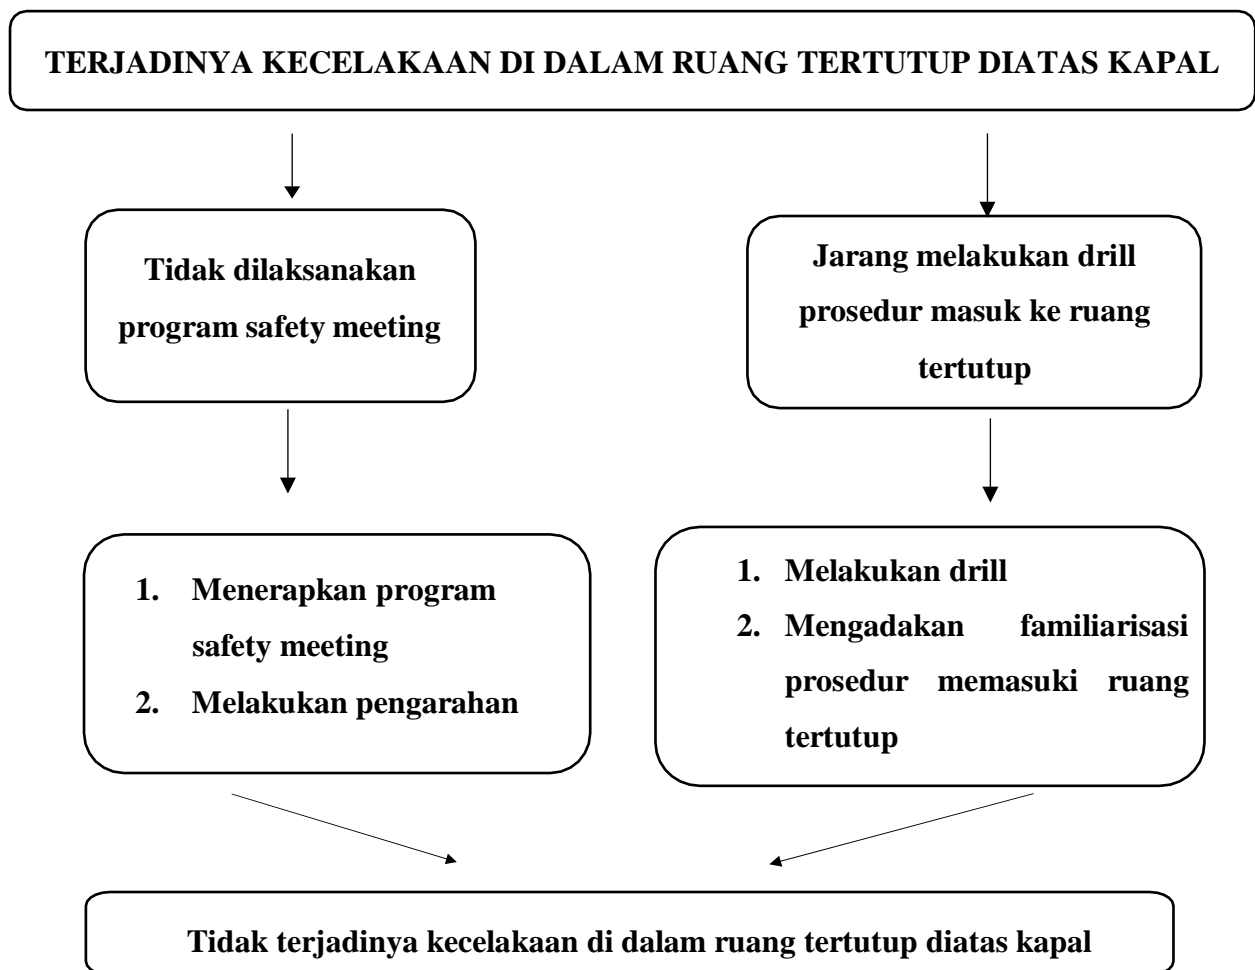 TERJADINYA KECELAKAAN DI DALAM RUANG TERTUTUP DIATAS KAPAL
Tidak dilaksanakan
program safety meeting
Jarang melakukan drill
prosedur masuk ke ruang
tertutup
1. Menerapkan program
safety meeting
2. Melakukan pengarahan
1. Melakukan drill
2. Mengadakan familiarisasi
prosedur memasuki ruang
tertutup
Tidak terjadinya kecelakaan di dalam ruang tertutup diatas kapal